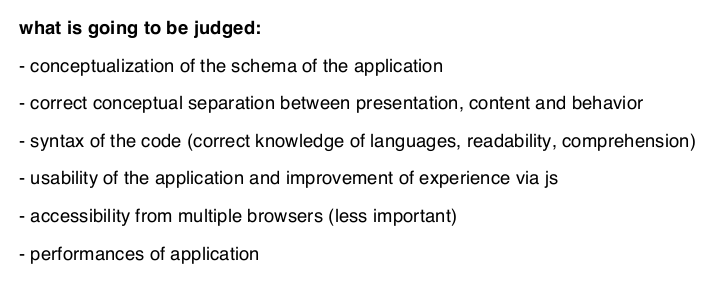 what is going to be judged:
- conceptualization of the schema of the application
- correct conceptual separation between presentation, content and behavior
- syntax of the code (correct knowledge of languages, readability, comprehension)
- usability of the application and improvement of experience via js
- accessibility from multiple browsers (less important)
- performances of application